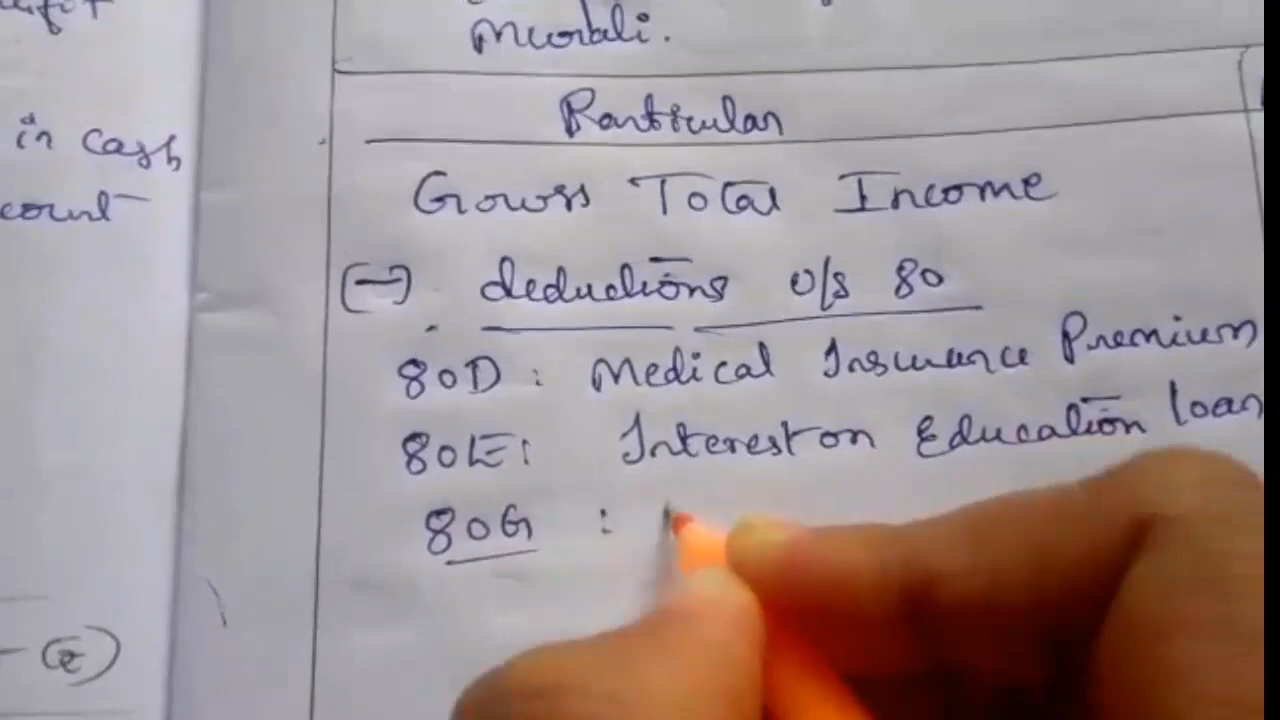 in cash
Murali.
Particular
Gross Total Income
(-) deductions u/s 80
80D : Medical Insurance Premium
80E : Interest on Education loan
80G :